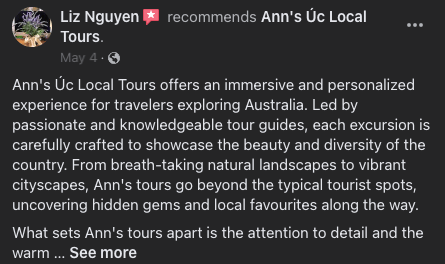 Liz Nguyen recommends Ann's Úc Local
Tours.
May 4 ·
Ann's Úc Local Tours offers an immersive and personalized
experience for travelers exploring Australia. Led by
passionate and knowledgeable tour guides, each excursion is
carefully crafted to showcase the beauty and diversity of the
country. From breath-taking natural landscapes to vibrant
cityscapes, Ann's tours go beyond the typical tourist spots,
uncovering hidden gems and local favourites along the way.
What sets Ann's tours apart is the attention to detail and the
warm ... See more